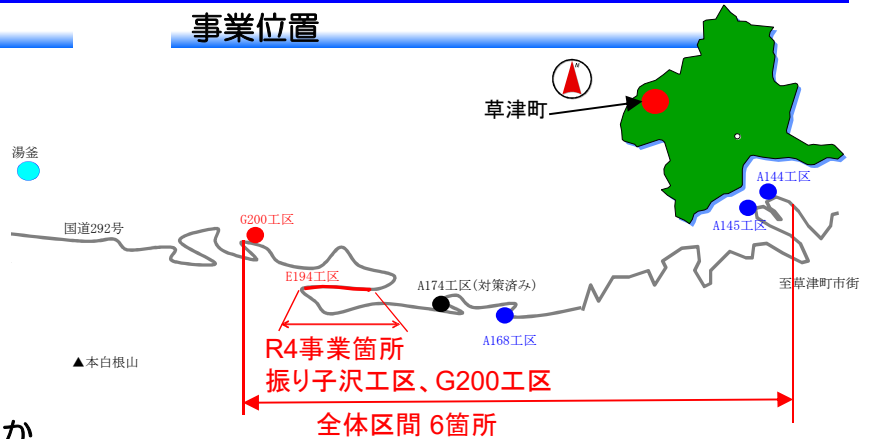 事業位置
草津町
N
湯釜
国道292号
G200工区
A144工区
A145工区
E194工区
A174工区(対策済み)
至草津町市街
A168工区
R4事業箇所
振り子沢工区、G200工区
▲本白根山
全体区間 6箇所
か